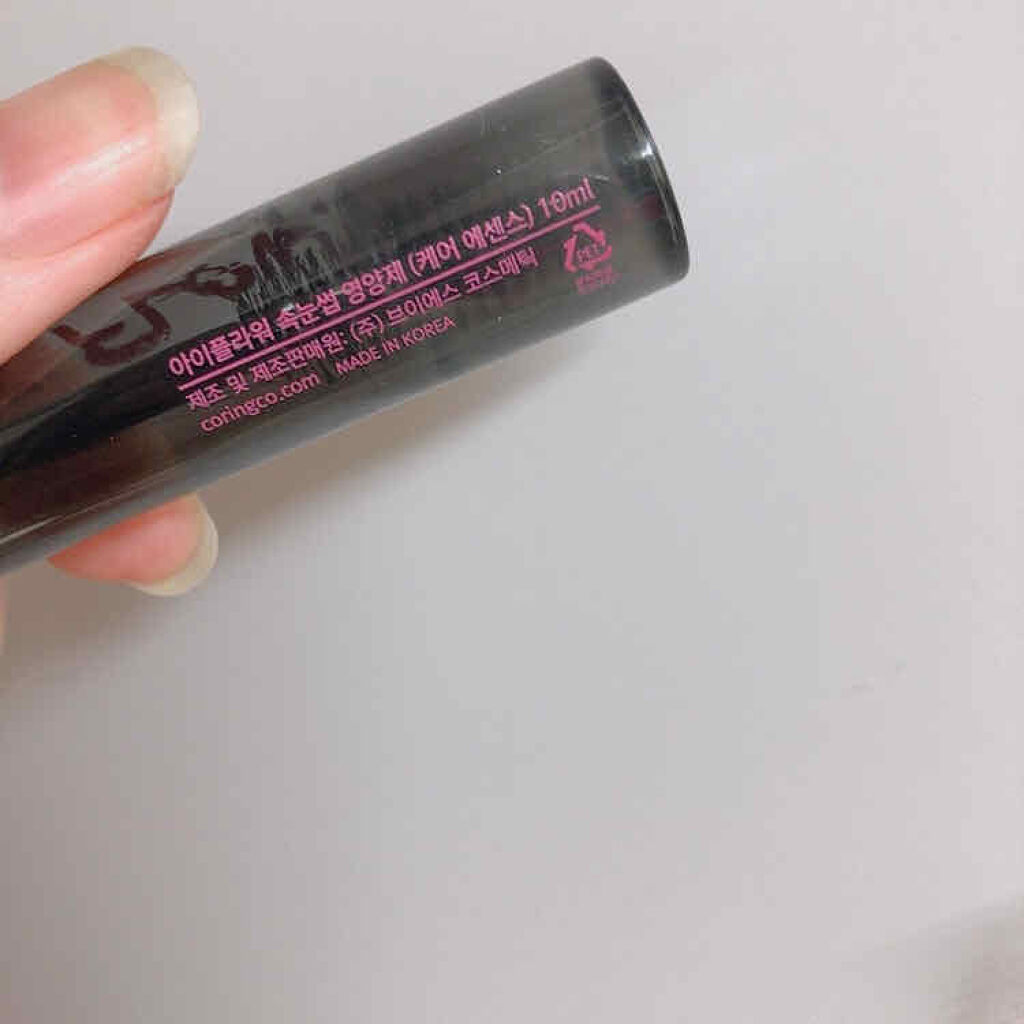 아이플라워 속눈썹 영양제 (케어 에센스) 10ml
제조 및 제조판매원: (주) 브이에스 코스메틱
coringco.com MADE IN KOREA